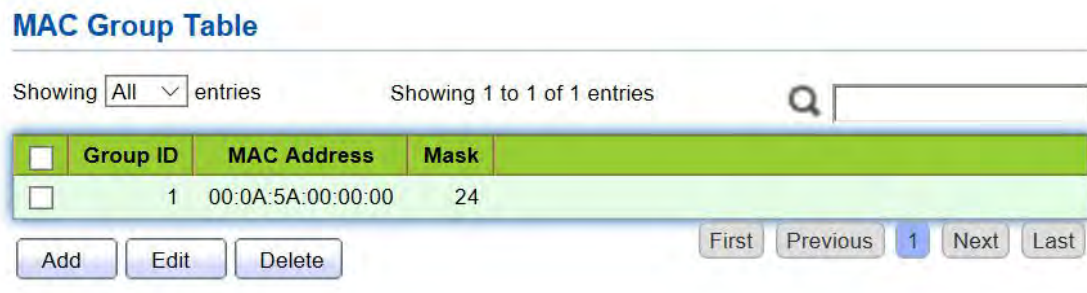 MAC Group Table
Showing All entries Showing 1 to 1 of 1 entries
Group ID MAC Address Mask
1 00:0A:5A:00:00:00 24
Add Edit Delete First Previous 1 Next Last